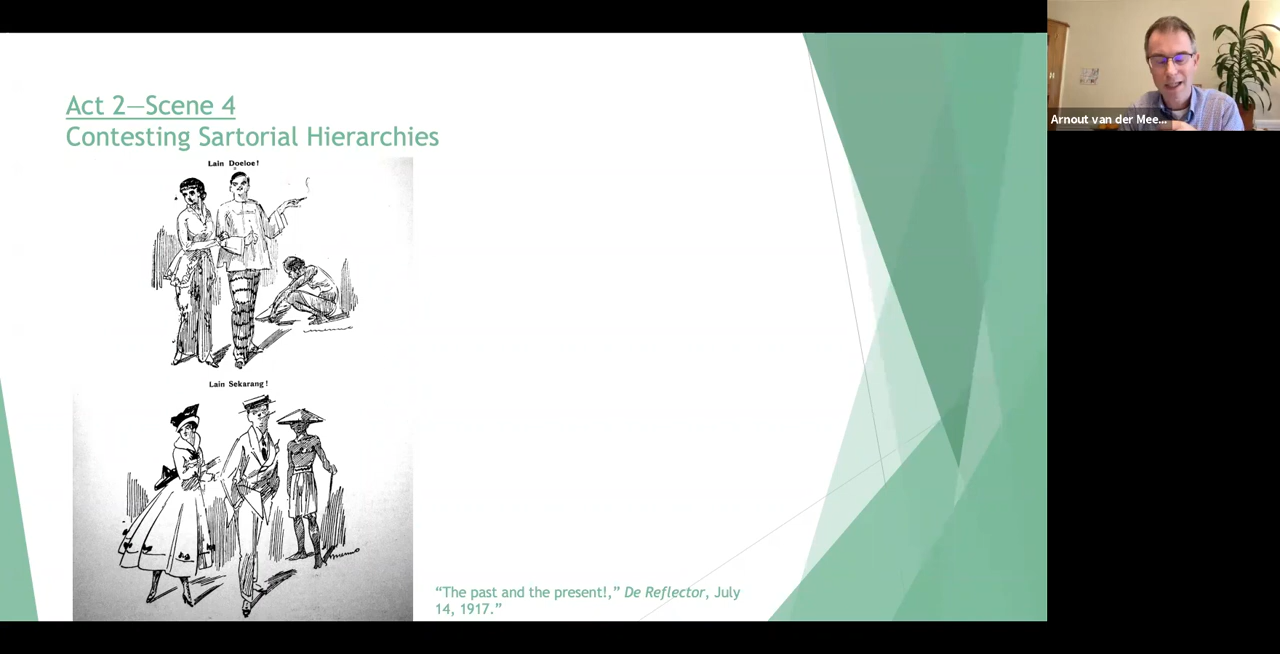 Act 2—Scene 4
Contesting Sartorial Hierarchies
Lain Doeloe!
Lain Sekarang!
“The past and the present!,” De Reflector, July
14, 1917.”
Arnout van der Mee...